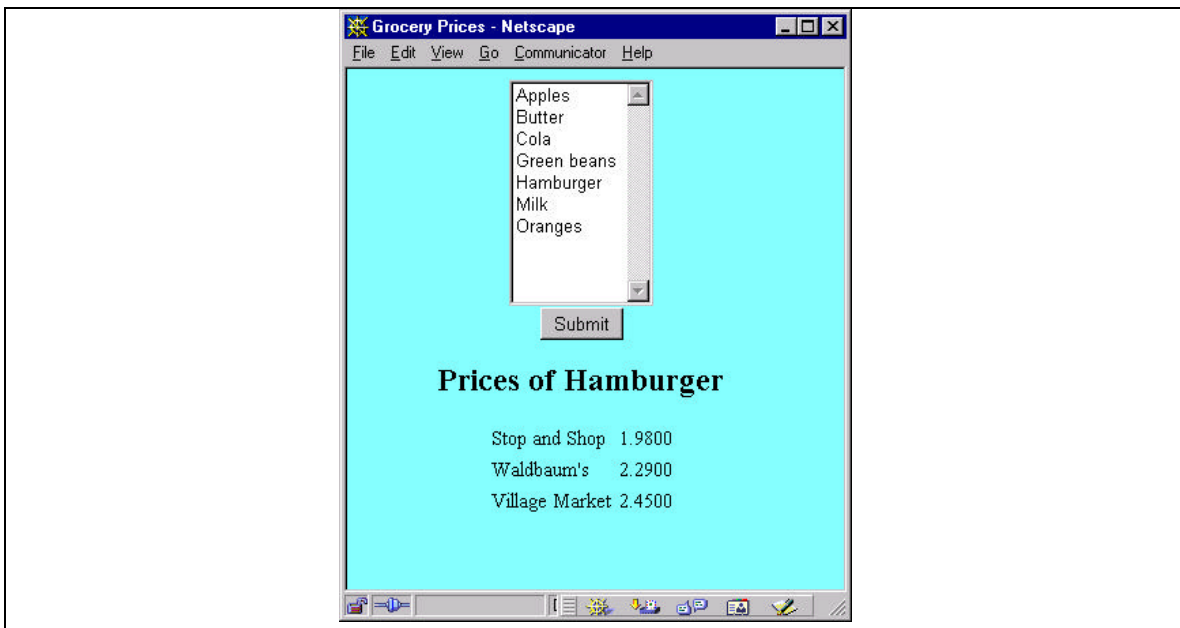 Grocery Prices - Netscape
File Edit View Go Communicator Help
Apples
Butter
Cola
Green beans
Hamburger
Milk
Oranges
Submit
Prices of Hamburger
Stop and Shop 1.9800
Waldbaum's 2.2900
Village Market 2.4500